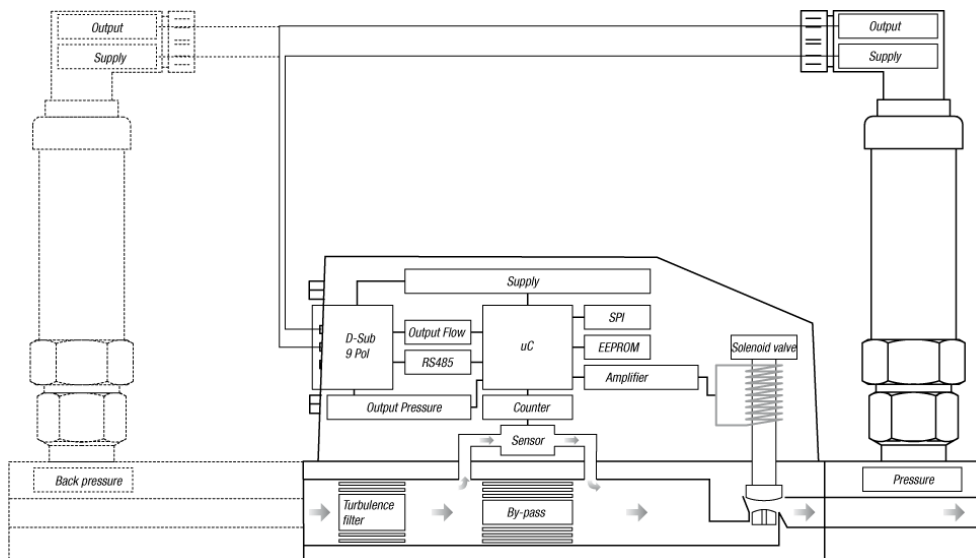 Output
Supply
Output
Supply
Supply
D-Sub
9 Pol
Output Flow
RS485
uC
SPI
EEPROM
Solenoid valve
Amplifier
Output Pressure
Counter
Sensor
Back pressure
Pressure
Turbulence
filter
By-pass